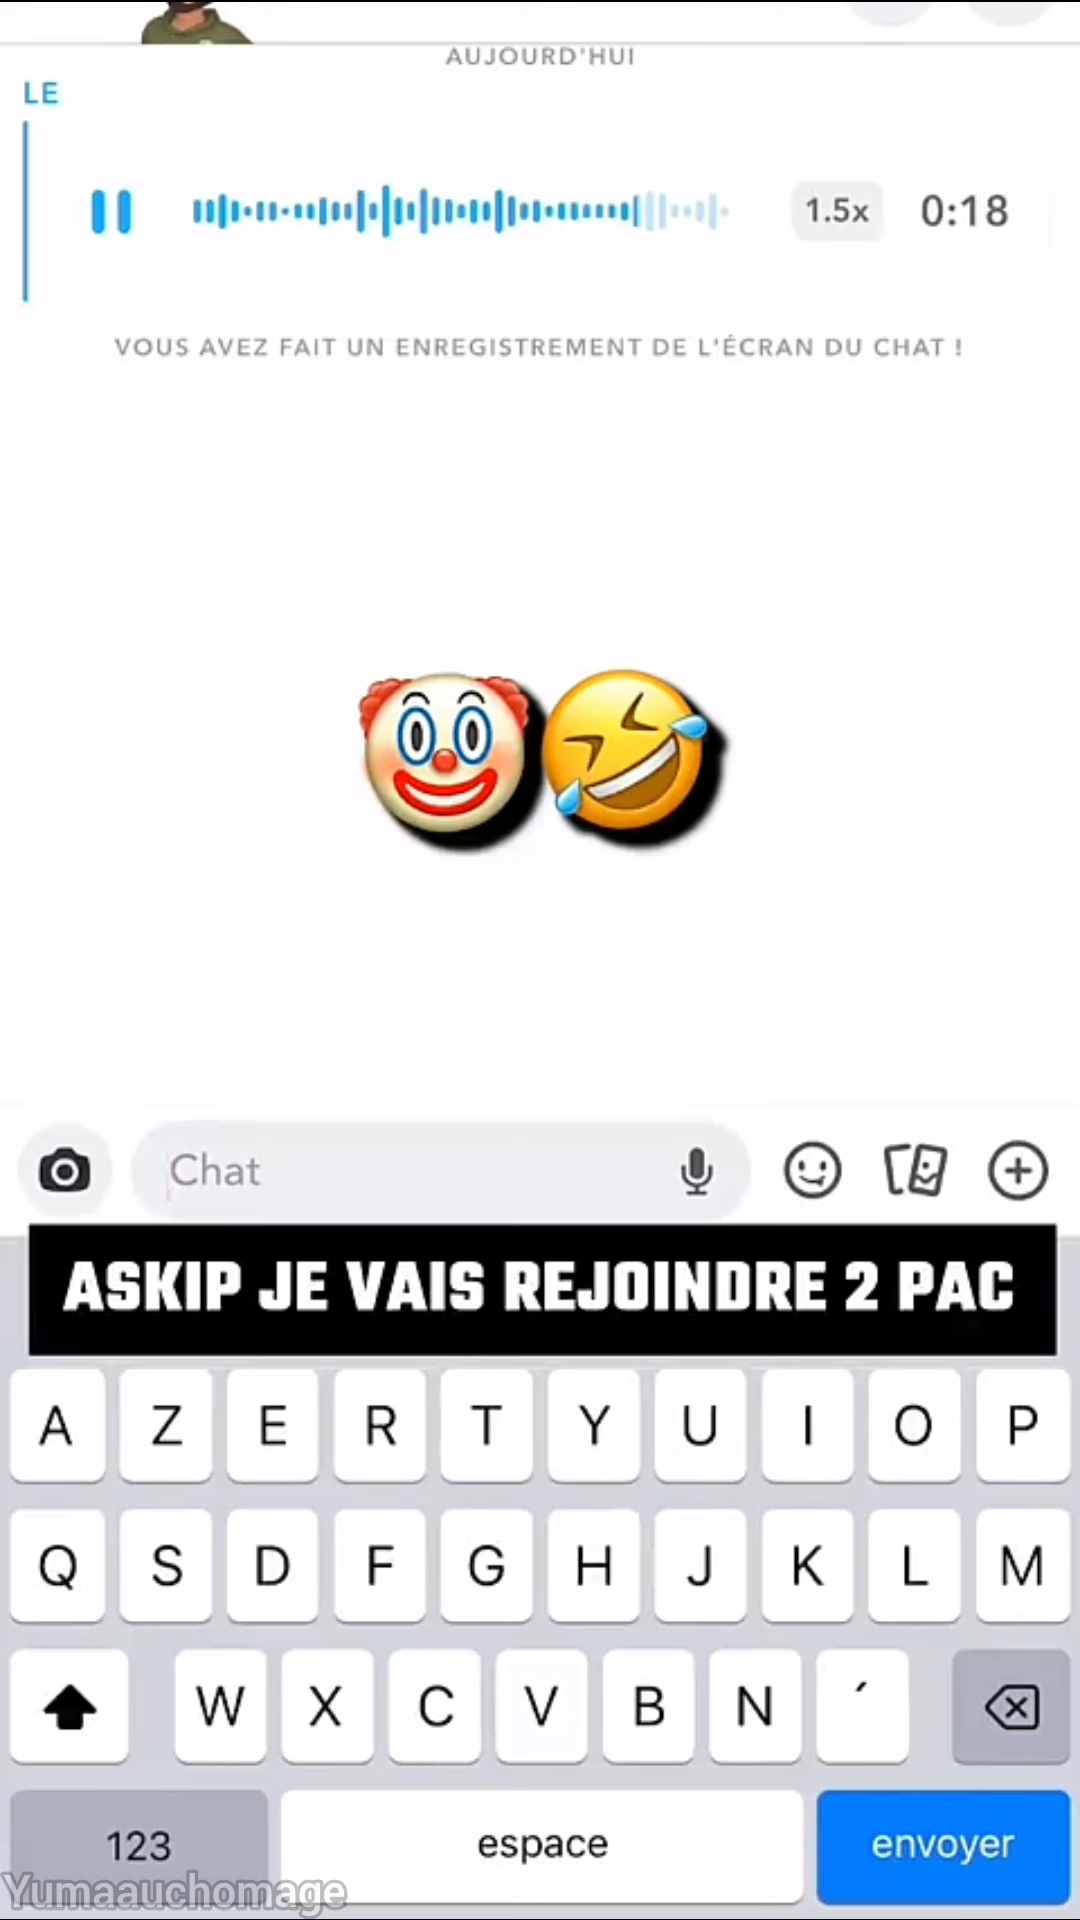 AUJOURD'HUI
LE
1.5x
0:18
VOUS AVEZ FAIT UN ENREGISTREMENT DE L'ÉCRAN DU CHAT !
Chat
ASKIP JE VAIS REJOINDRE 2 PAC
A Z E R T Y U I O P
Q S D F G H J K L M
W X C V B N ´
123 espace envoyer
Yumaauchomage